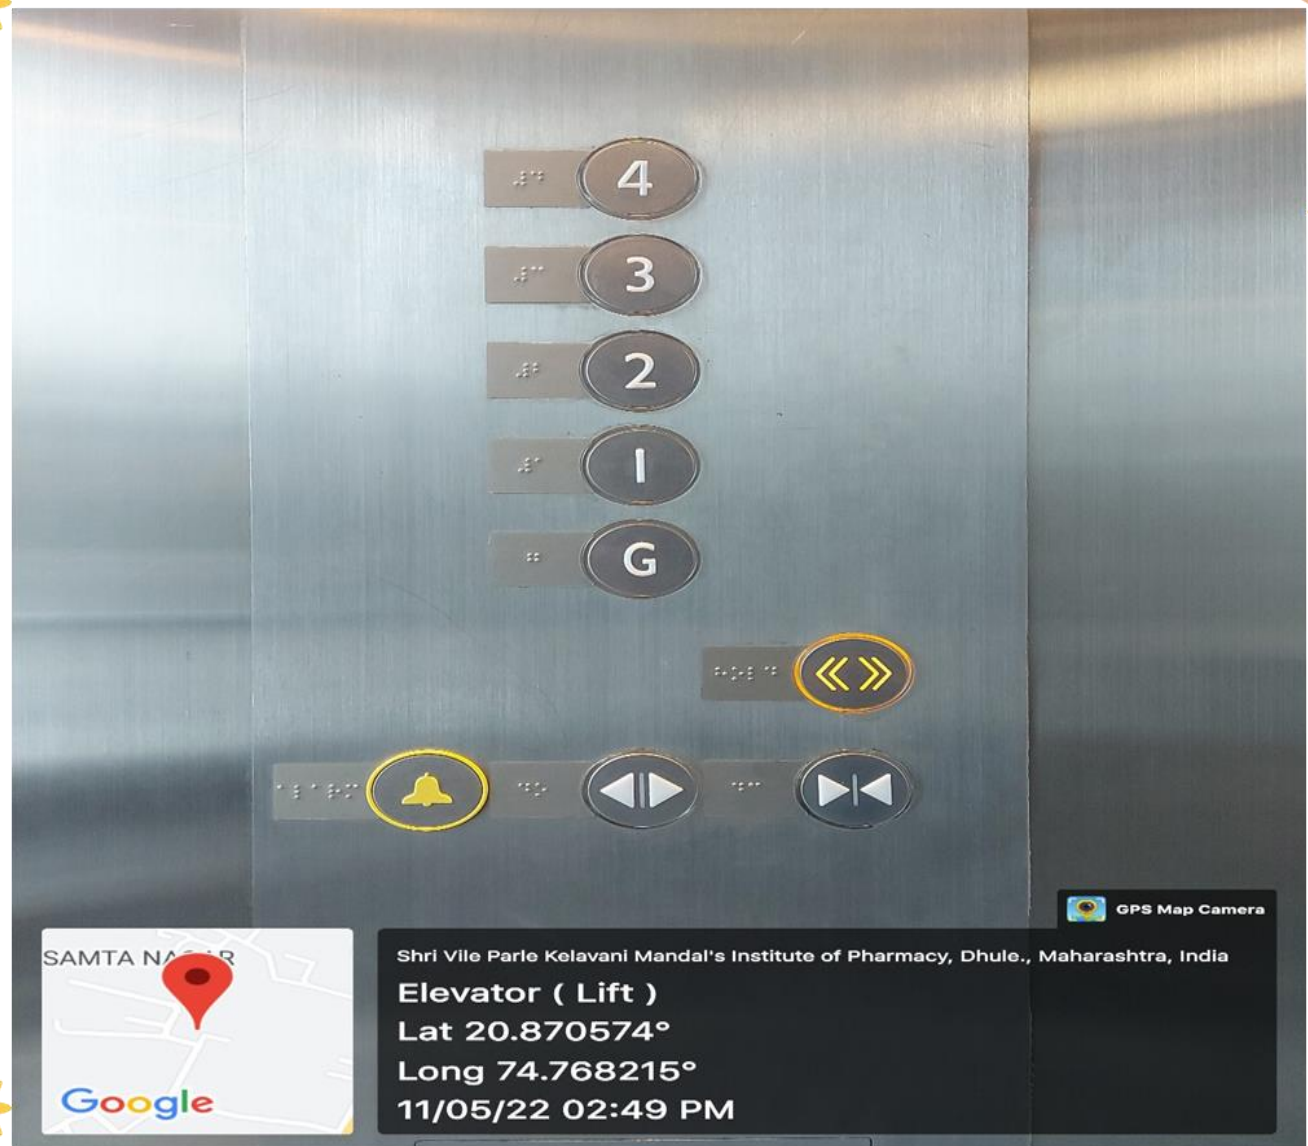 4
3
2
1
G
GPS Map Camera
SAMTA NAGAR
Google
Shri Vile Parle Kelavani Mandal's Institute of Pharmacy, Dhule., Maharashtra, India
Elevator ( Lift )
Lat 20.870574°
Long 74.768215°
11/05/22 02:49 PM